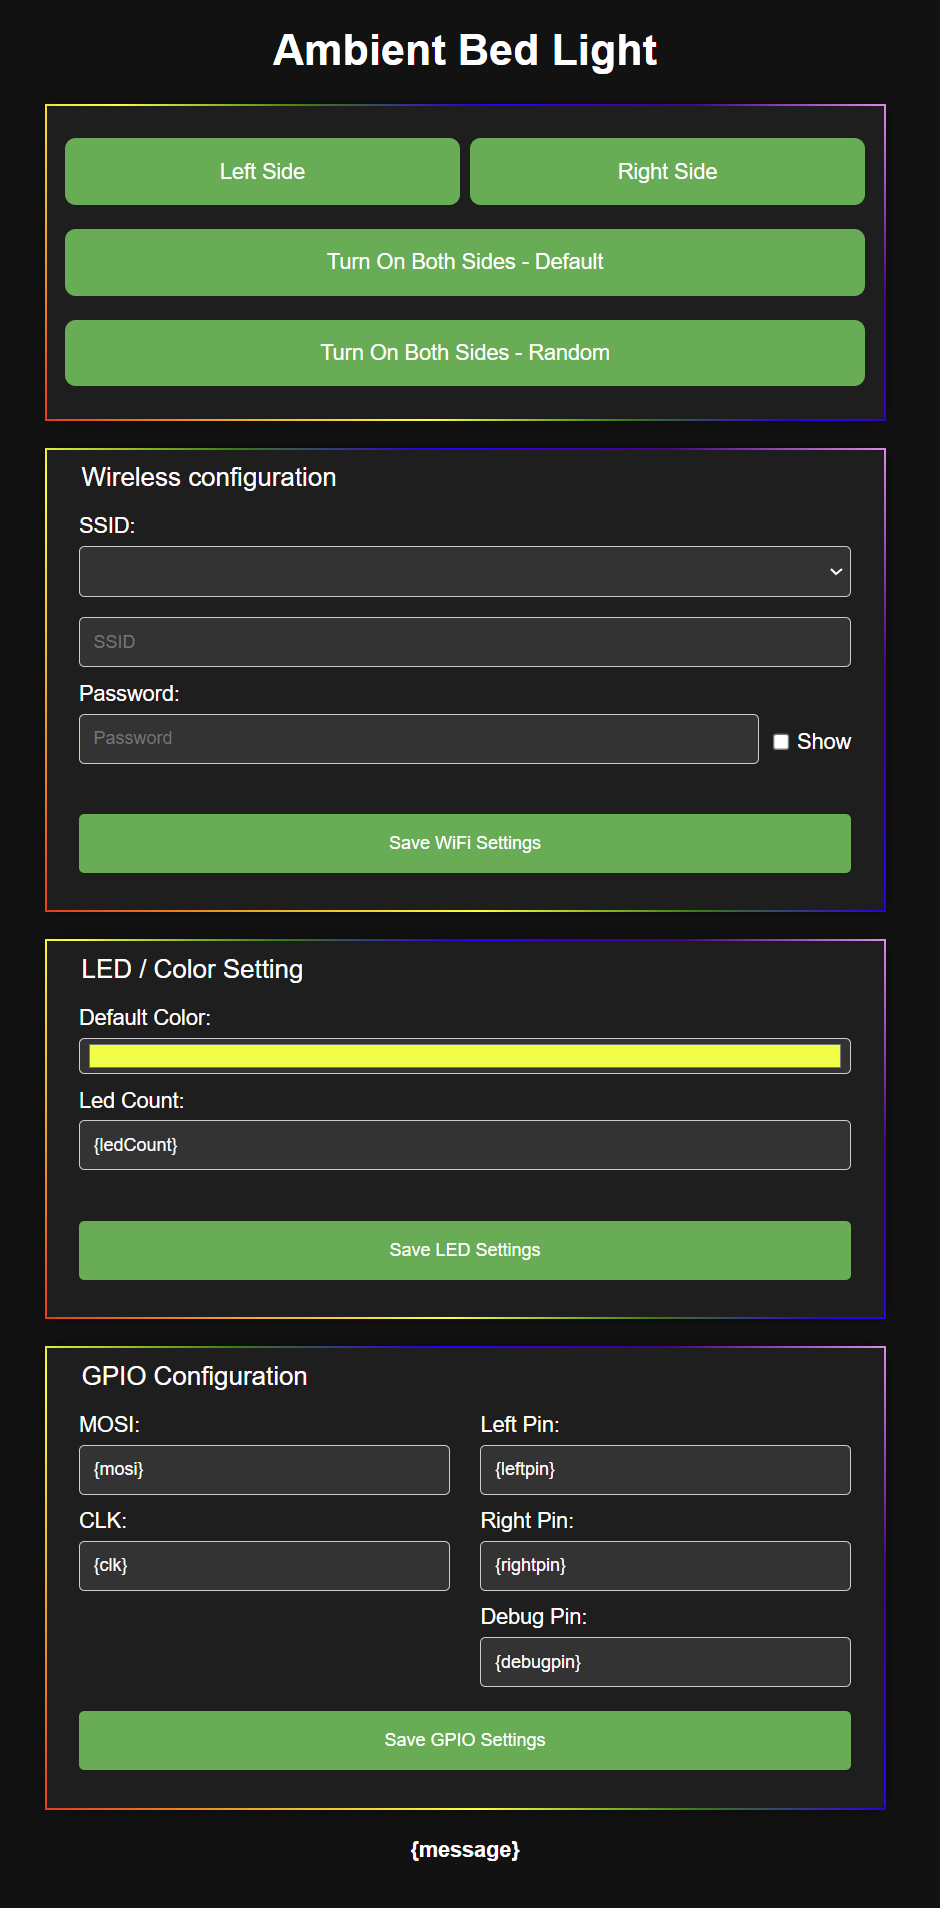 Ambient Bed Light
Left Side
Right Side
Turn On Both Sides - Default
Turn On Both Sides - Random
Wireless configuration
SSID:
SSID
Password:
Password
Show
Save WiFi Settings
LED / Color Setting
Default Color:
Led Count:
{ledCount}
Save LED Settings
GPIO Configuration
MOSI:
{mosi}
CLK:
{clk}
Left Pin:
{leftpin}
Right Pin:
{rightpin}
Debug Pin:
{debugpin}
Save GPIO Settings
{message}